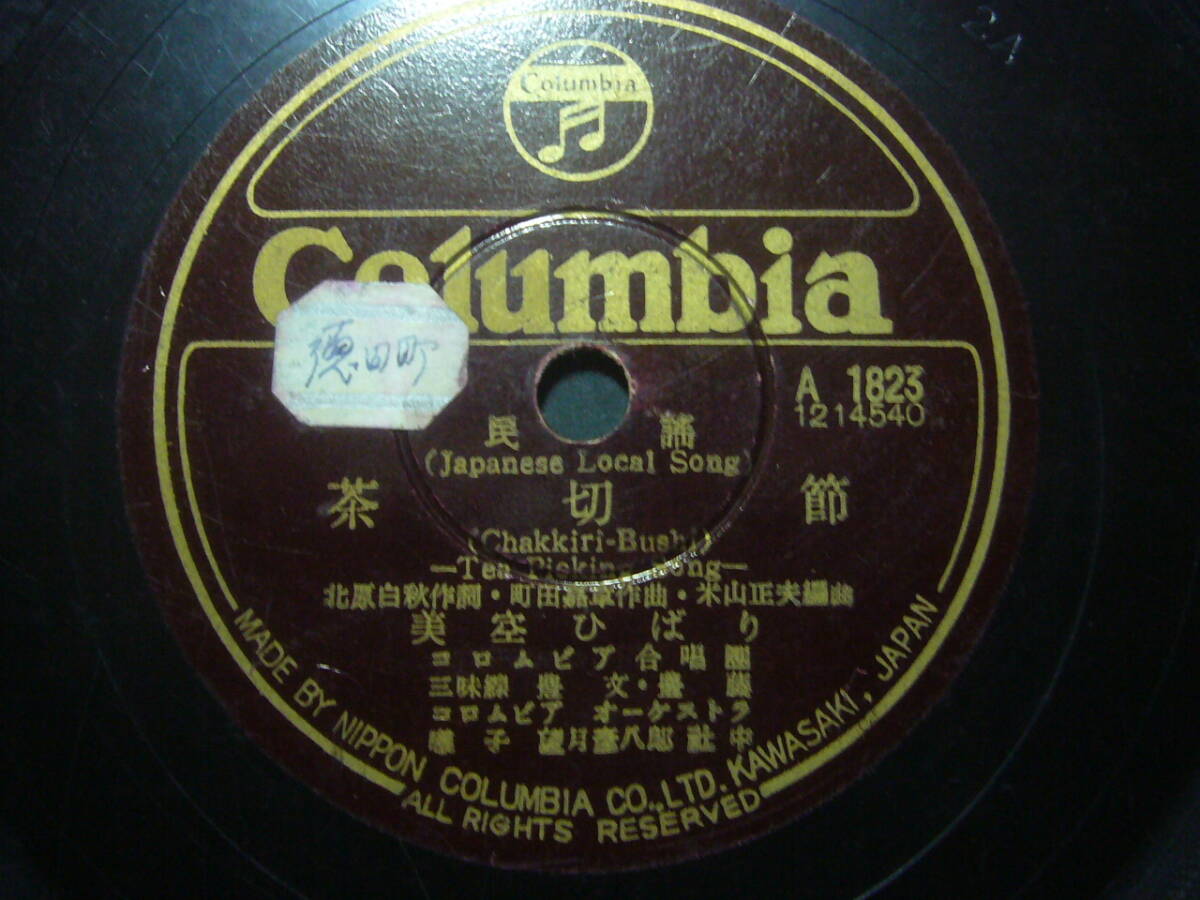 2A
Columbia
Columbia
徳田町
A 1823
1214540
民謡
(Japanese Local Song)
茶切節
(Chakkiri-Bushi)
—Tea Picking Song—
北原白秋作詞・町田嘉章作曲・米山正夫編曲
美空ひばり
コロムビア合唱團
三味線 豊文・豊藤
コロムビア オーケストラ
囃子 望月彦八郎社中
MADE BY NIPPON COLUMBIA CO., LTD. KAWASAKI, JAPAN
ALL RIGHTS RESERVED